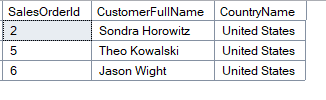 SalesOrderId CustomerFullName CountryName
2 Sondra Horowitz United States
5 Theo Kowalski United States
6 Jason Wight United States